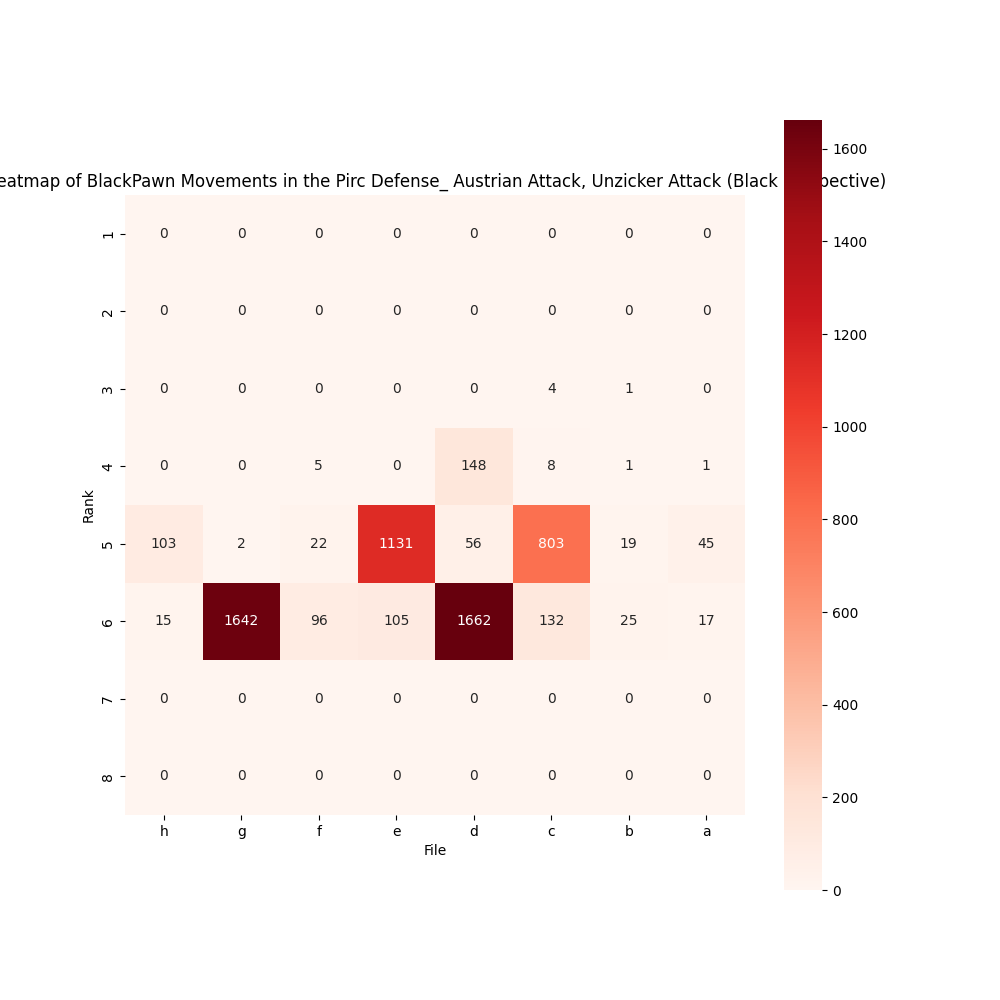 eatmap of BlackPawn Movements in the Pirc Defense_ Austrian Attack, Unzicker Attack (Black pective)
1600
1400
1200
1000
800
600
400
200
0
Rank
1 0 0 0 0 0 0 0 0
2 0 0 0 0 0 0 0 0
3 0 0 0 0 0 4 1 0
4 0 0 5 0 148 8 1 1
5 103 2 22 1131 56 803 19 45
6 15 1642 96 105 1662 132 25 17
7 0 0 0 0 0 0 0 0
8 0 0 0 0 0 0 0 0
h g f e d c b a
File